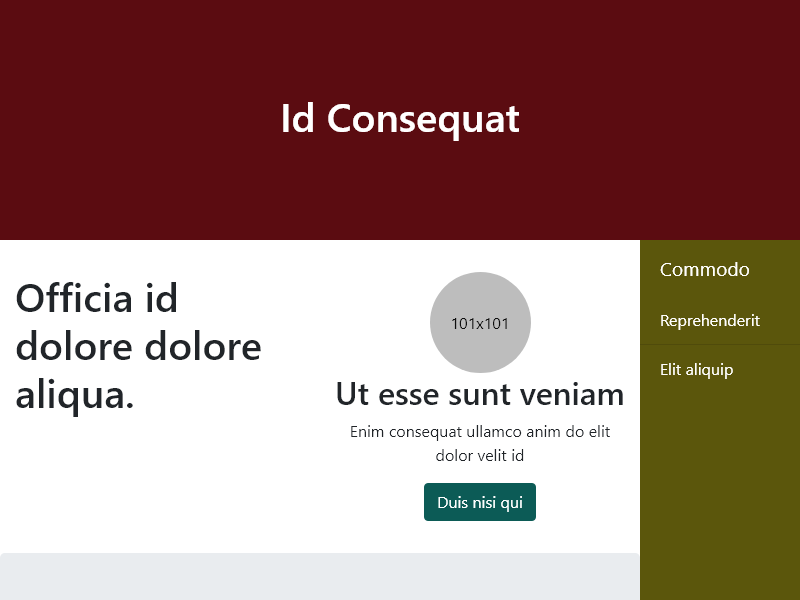 Id Consequat
Officia id
dolore dolore
aliqua.
101x101
Ut esse sunt veniam
Enim consequat ullamco anim do elit
dolor velit id
Duis nisi qui
Commodo
Reprehenderit
Elit aliquip